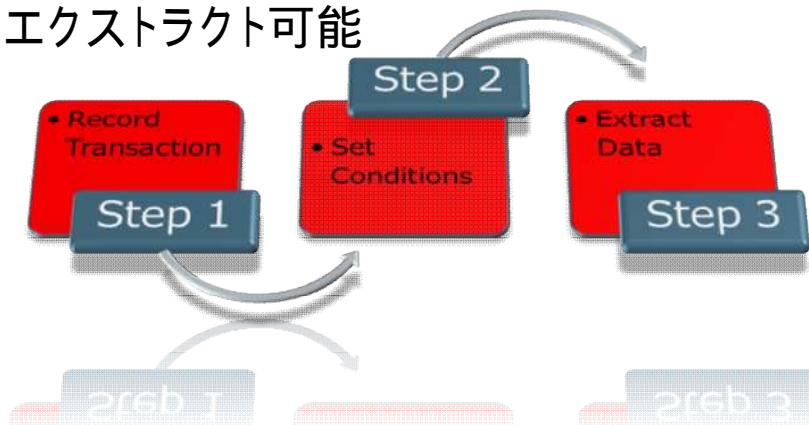 エクストラクト可能
• Record
Transaction
Step 1
Step 2
• Set
Conditions
• Extract
Data
Step 3